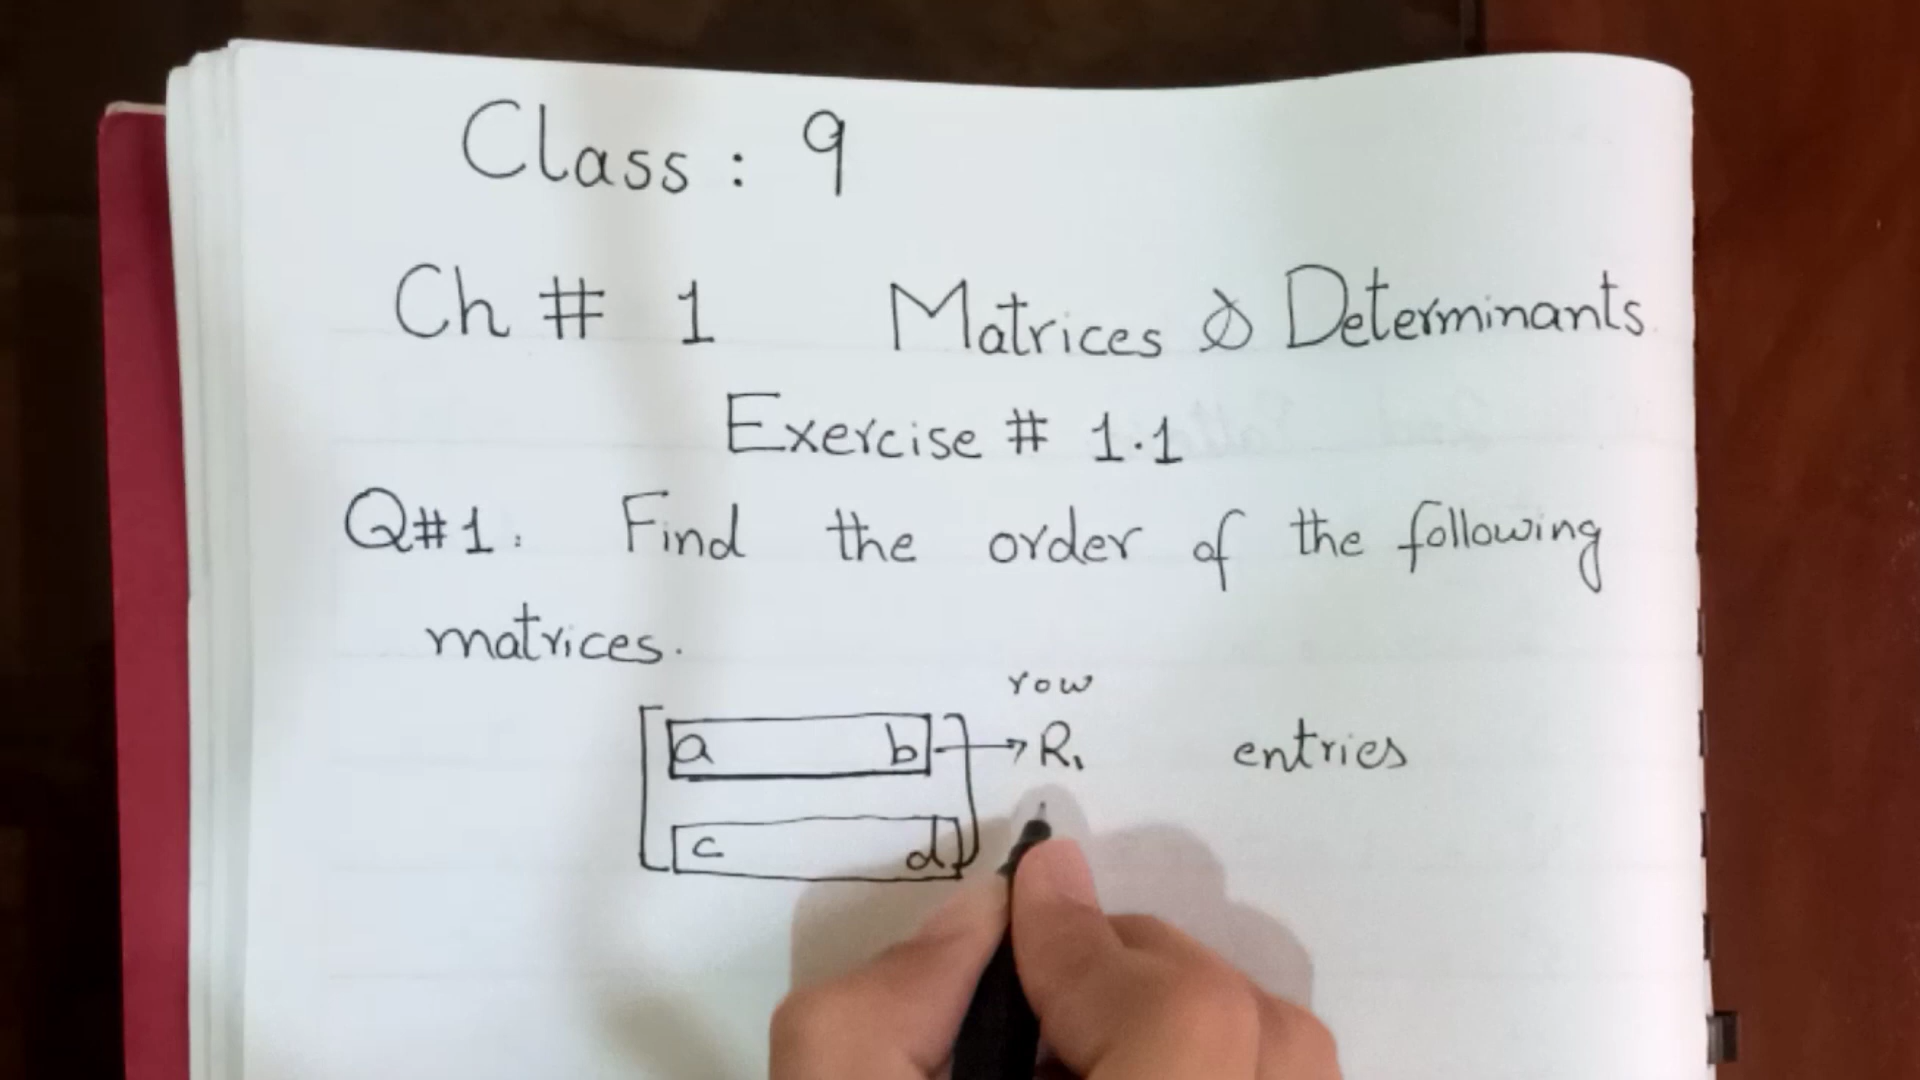 Class : 9
Ch # 1 Matrices & Determinants
Exercise # 1.1
Q#1: Find the order of the following
matrices.
row
a b → R₁ entries
c d